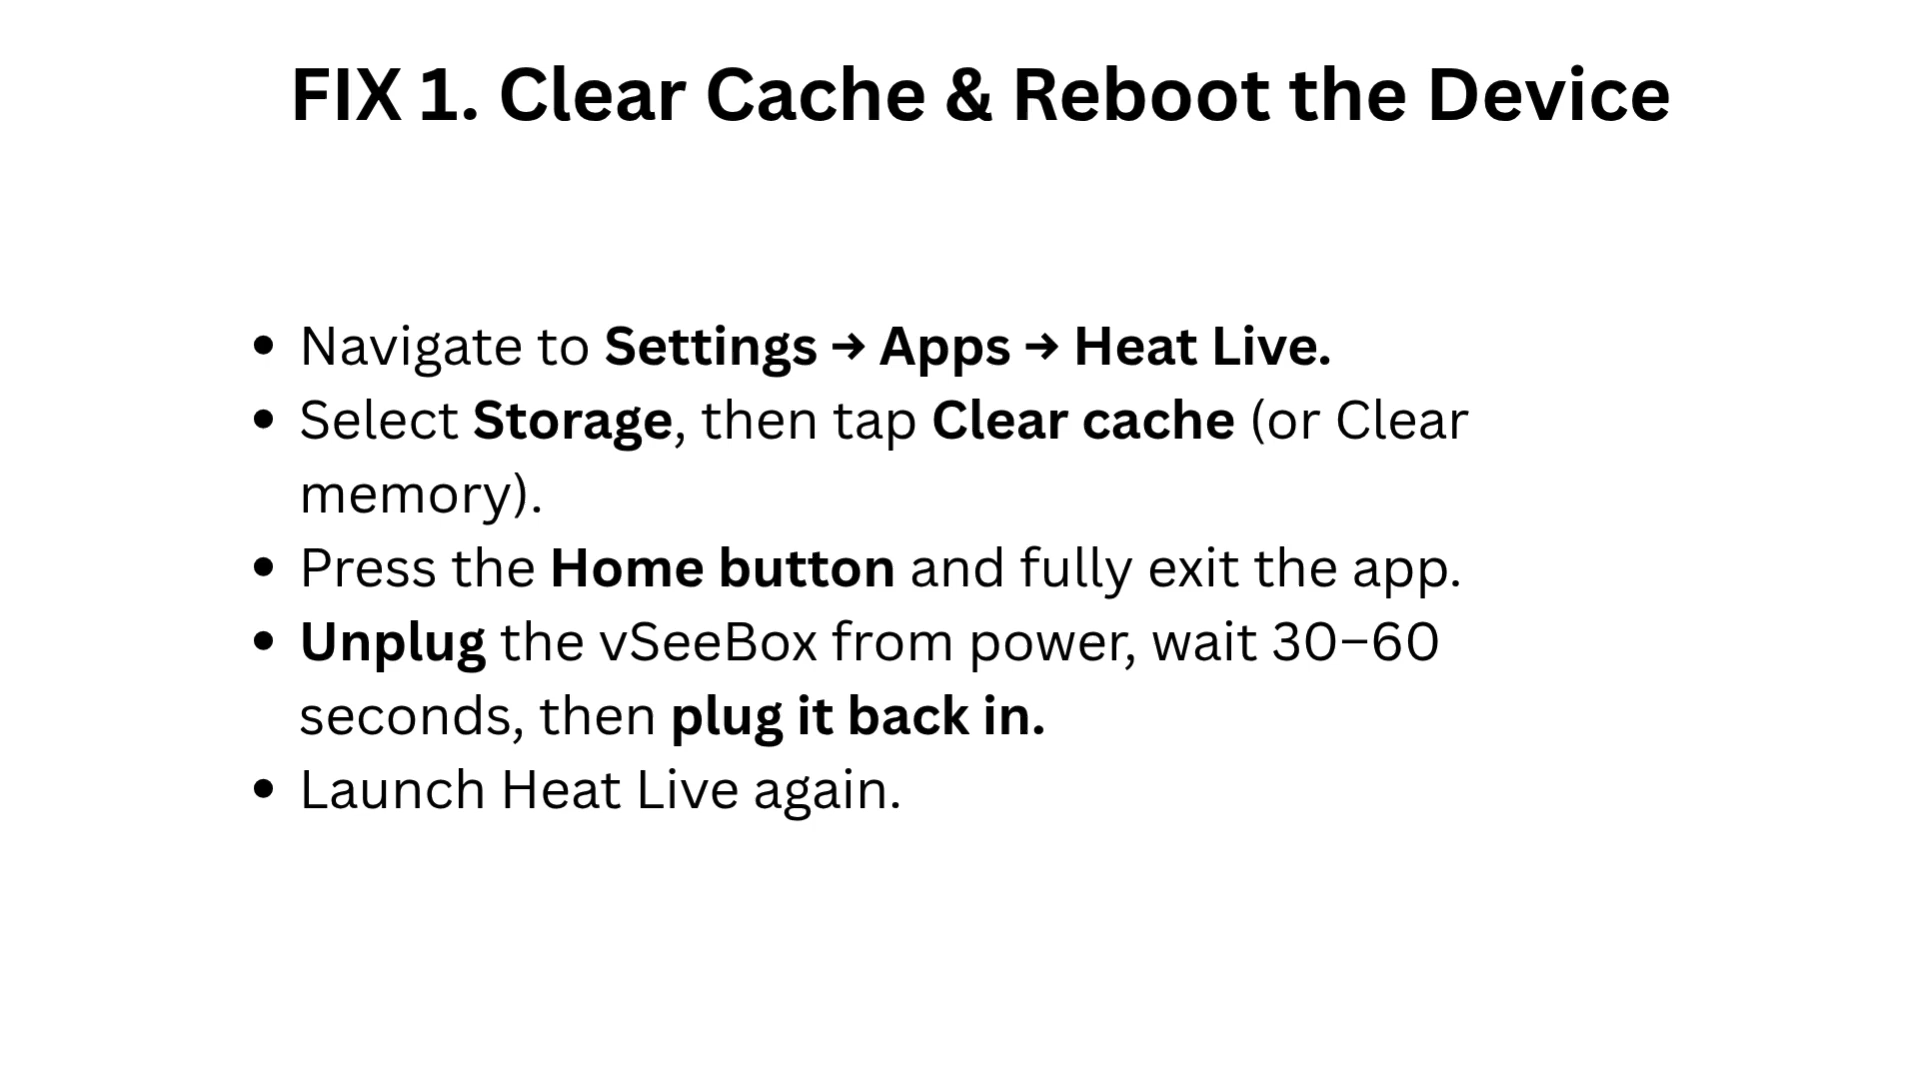 FIX 1. Clear Cache & Reboot the Device
• Navigate to Settings → Apps → Heat Live.
• Select Storage, then tap Clear cache (or Clear
memory).
• Press the Home button and fully exit the app.
• Unplug the vSeeBox from power, wait 30–60
seconds, then plug it back in.
• Launch Heat Live again.